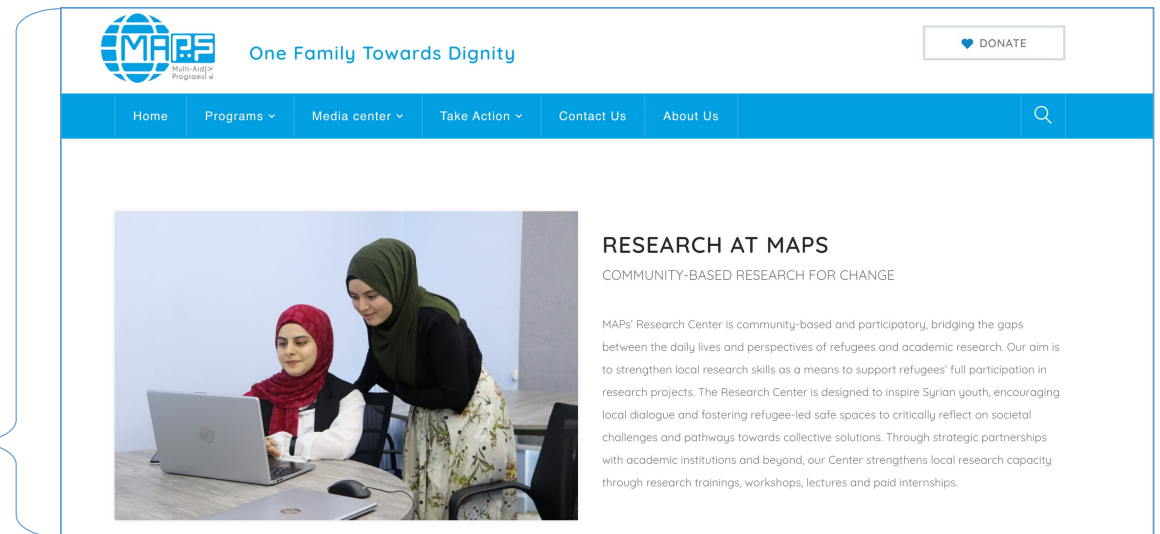 MAPS
Multi-Aid
Programs
One Family Towards Dignity
DONATE
Home Programs Media center Take Action Contact Us About Us
RESEARCH AT MAPS
COMMUNITY-BASED RESEARCH FOR CHANGE
MAPs’ Research Center is community-based and participatory, bridging the gaps
between the daily lives and perspectives of refugees and academic research. Our aim is
to strengthen local research skills as a means to support refugees’ full participation in
research projects. The Research Center is designed to inspire Syrian youth, encouraging
local dialogue and fostering refugee-led safe spaces to critically reflect on societal
challenges and pathways towards collective solutions. Through strategic partnerships
with academic institutions and beyond, our Center strengthens local research capacity
through research trainings, workshops, lectures and paid internships.